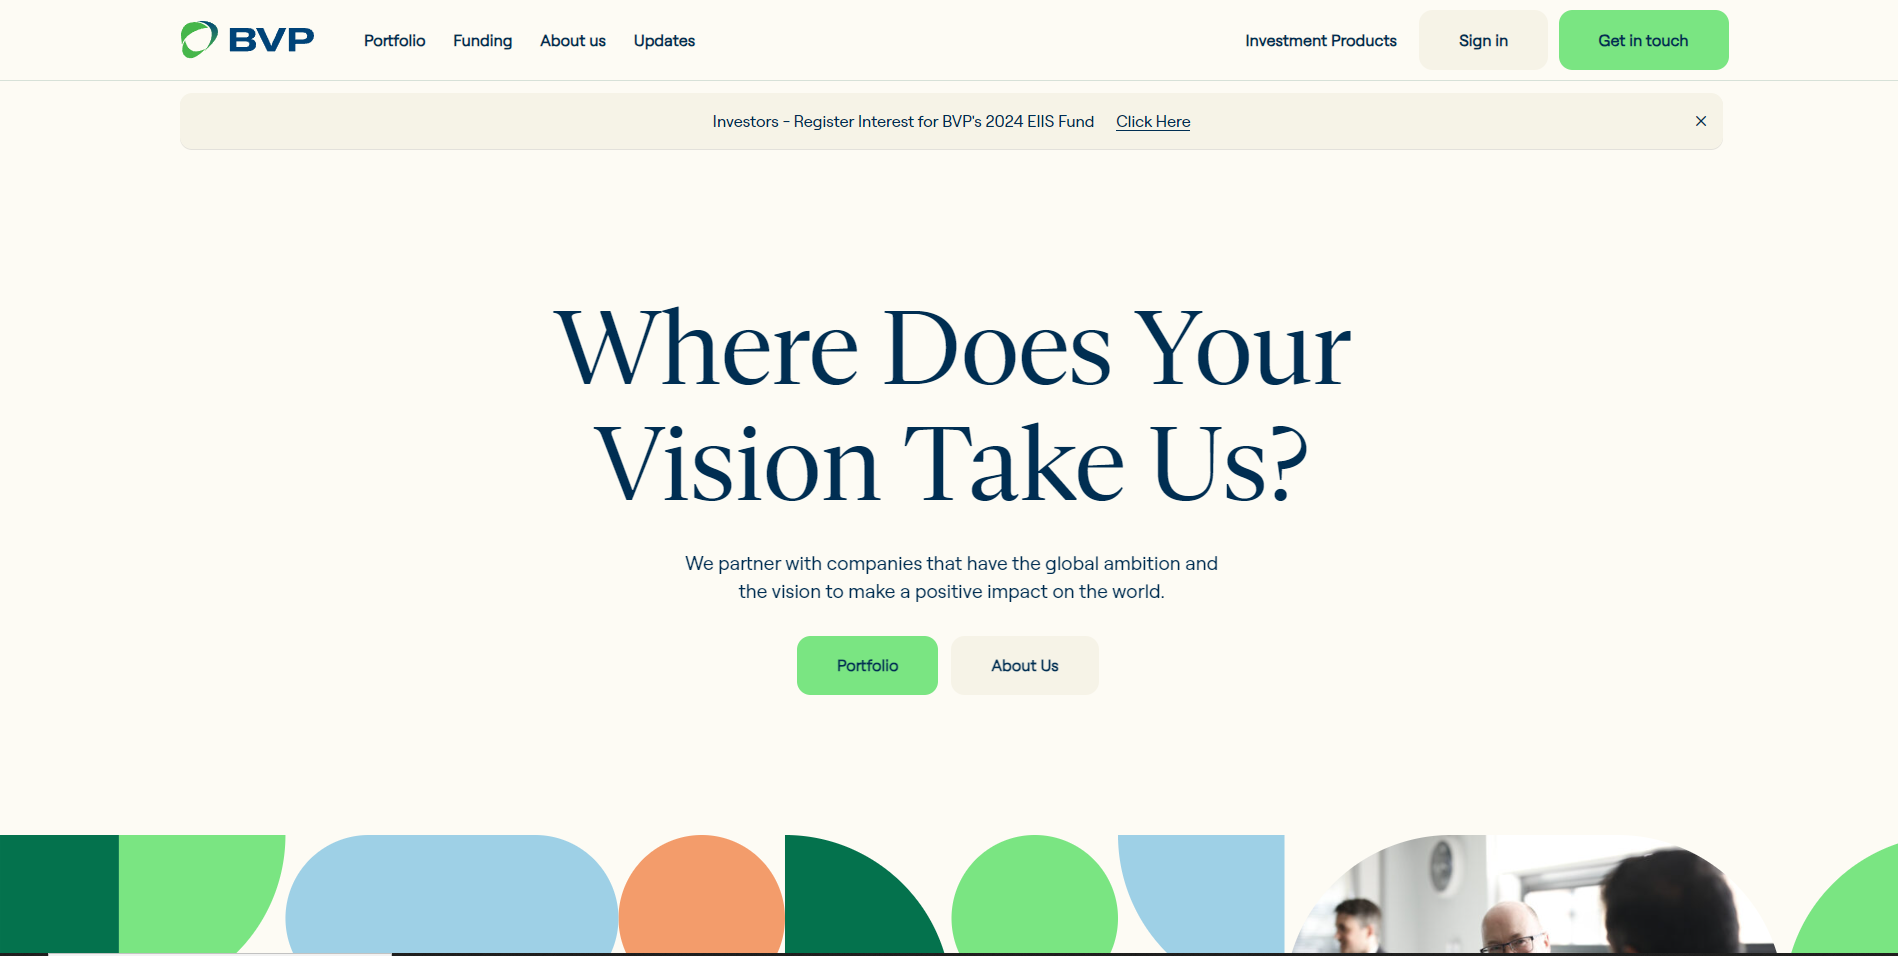 BVP
Portfolio Funding About us Updates
Investment Products Sign in Get in touch
Investors - Register Interest for BVP's 2024 EIIS Fund Click Here
Where Does Your
Vision Take Us?
We partner with companies that have the global ambition and
the vision to make a positive impact on the world.
Portfolio About Us